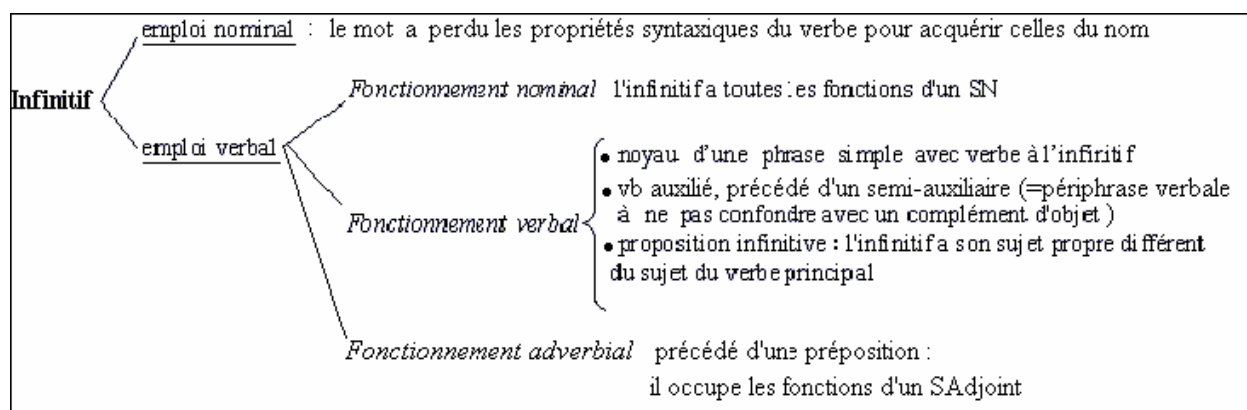 emploi nominal : le mot a perdu les propriétés syntaxiques du verbe pour acquérir celles du nom
Infinitif
Fonctionnement nominal l'infinitif a toutes les fonctions d'un SN
emploi verbal
• noyau d'une phrase simple avec verbe à l'infiritif
• vb auxilié, précédé d'un semi-auxiliaire (=périphrase verbale
à ne pas confondre avec un complément d'objet )
Fonctionnement verbal
• proposition infinitive : l'infinitif a son sujet propre différent
du sujet du verbe principal
Fonctionnement adverbial précédé d'une préposition :
il occupe les fonctions d'un SAdjoint